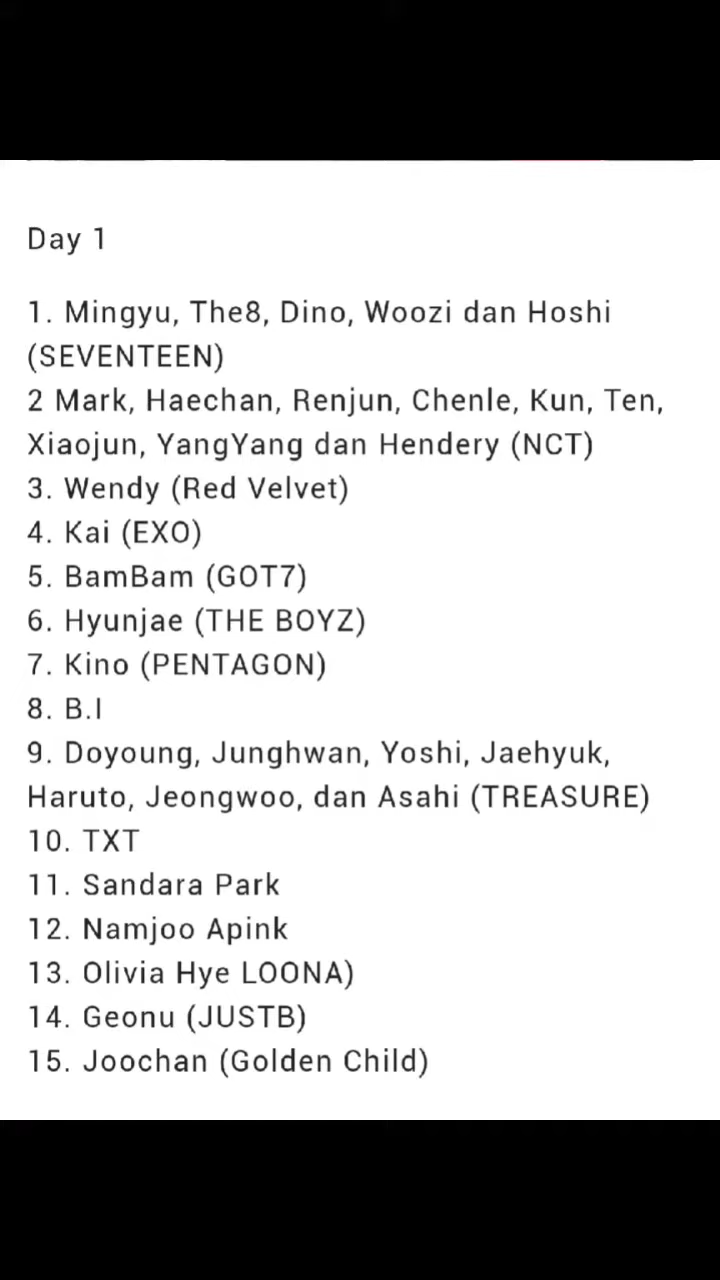 Day 1
1. Mingyu, The8, Dino, Woozi dan Hoshi
(SEVENTEEN)
2 Mark, Haechan, Renjun, Chenle, Kun, Ten,
Xiaojun, YangYang dan Hendery (NCT)
3. Wendy (Red Velvet)
4. Kai (EXO)
5. BamBam (GOT7)
6. Hyunjae (THE BOYZ)
7. Kino (PENTAGON)
8. B.I
9. Doyoung, Junghwan, Yoshi, Jaehyuk,
Haruto, Jeongwoo, dan Asahi (TREASURE)
10. TXT
11. Sandara Park
12. Namjoo Apink
13. Olivia Hye LOONA)
14. Geonu (JUSTB)
15. Joochan (Golden Child)